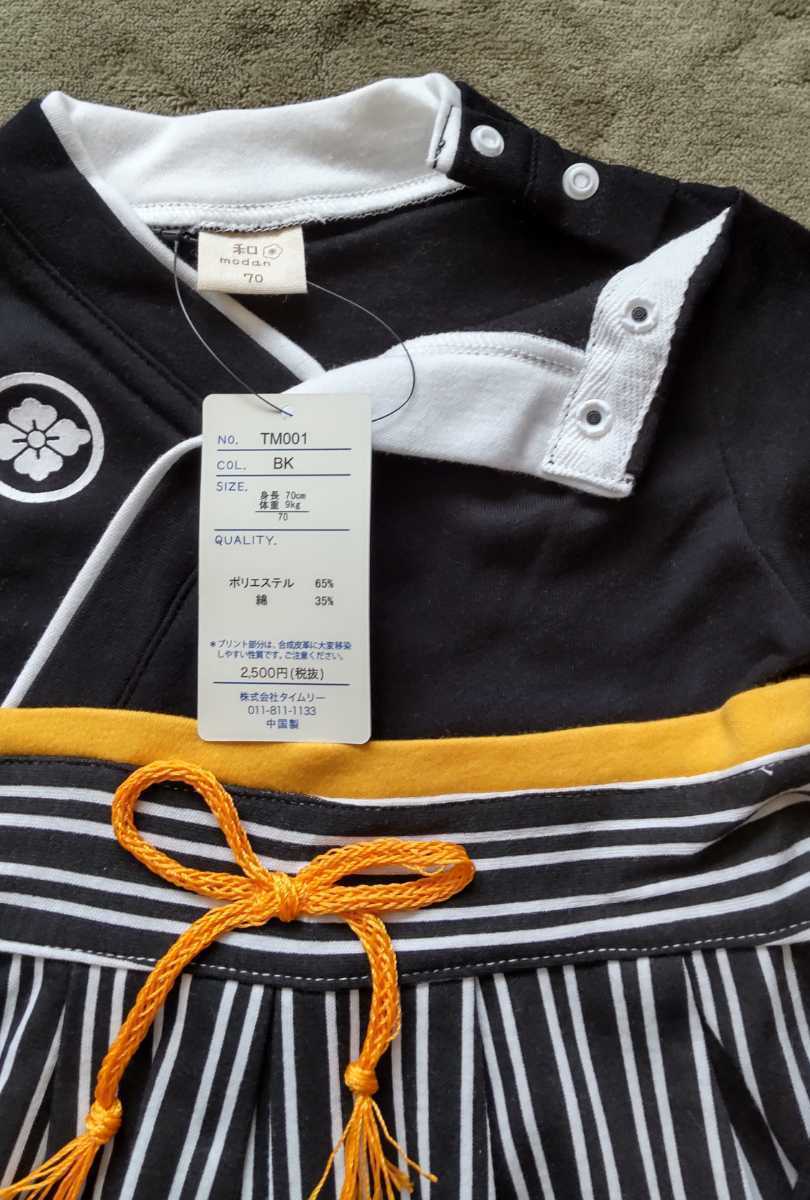 和
modan
70
NO. TM001
COL. BK
SIZE. 身長 70cm
体重 9kg
70
QUALITY.
ポリエステル 65%
綿 35%
*プリント部分は、合成皮革に大変移染
しやすい性質です。ご注意ください。
2,500円(税抜)
株式会社タイムリー
011-811-1133
中国製